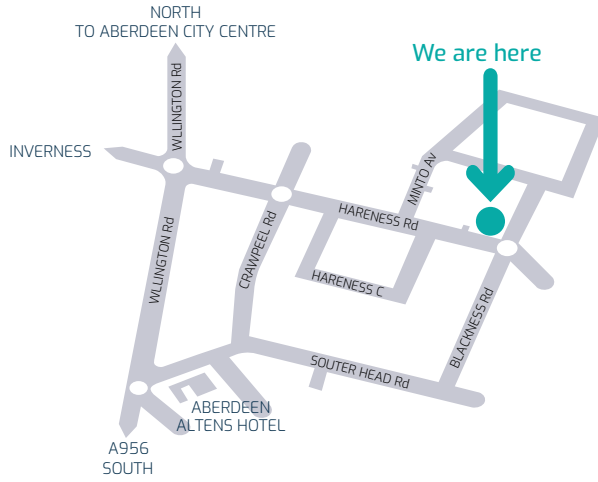 NORTH
TO ABERDEEN CITY CENTRE
We are here
WLLINGTON Rd
INVERNESS
MINTO Av
HARENESS Rd
CRAWPEEL Rd
WLLINGTON Rd
HARENESS C
BLACKNESS Rd
SOUTER HEAD Rd
ABERDEEN
ALTENS HOTEL
A956
SOUTH